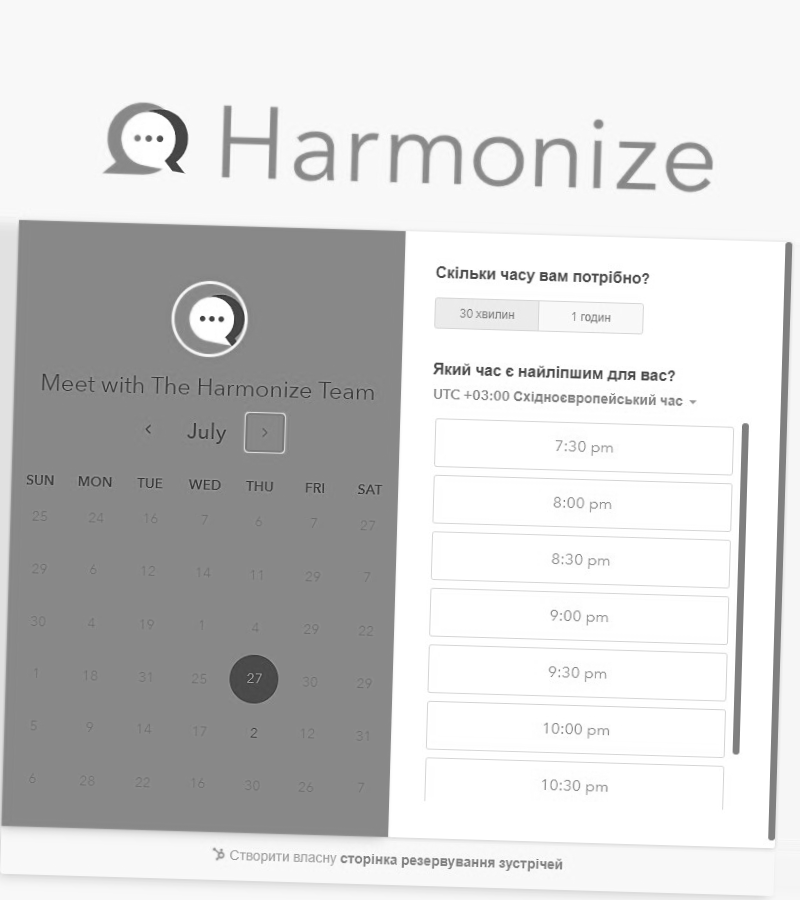 Harmonize
Meet with The Harmonize Team
July
SUN MON TUE WED THU FRI SAT
25 24 16 7 6 7 27
29 6 12 14 11 29 7
30 4 19 1 4 29 22
1 18 31 25 27 30 29
5 9 14 17 2 12 31
6 28 22 16 30 26 7
Скільки часу вам потрібно?
30 хвилин 1 годин
Який час є найліпшим для вас?
UTC +03:00 Східноєвропейський час
7:30 pm
8:00 pm
8:30 pm
9:00 pm
9:30 pm
10:00 pm
10:30 pm
Створити власну сторінка резервування зустрічей